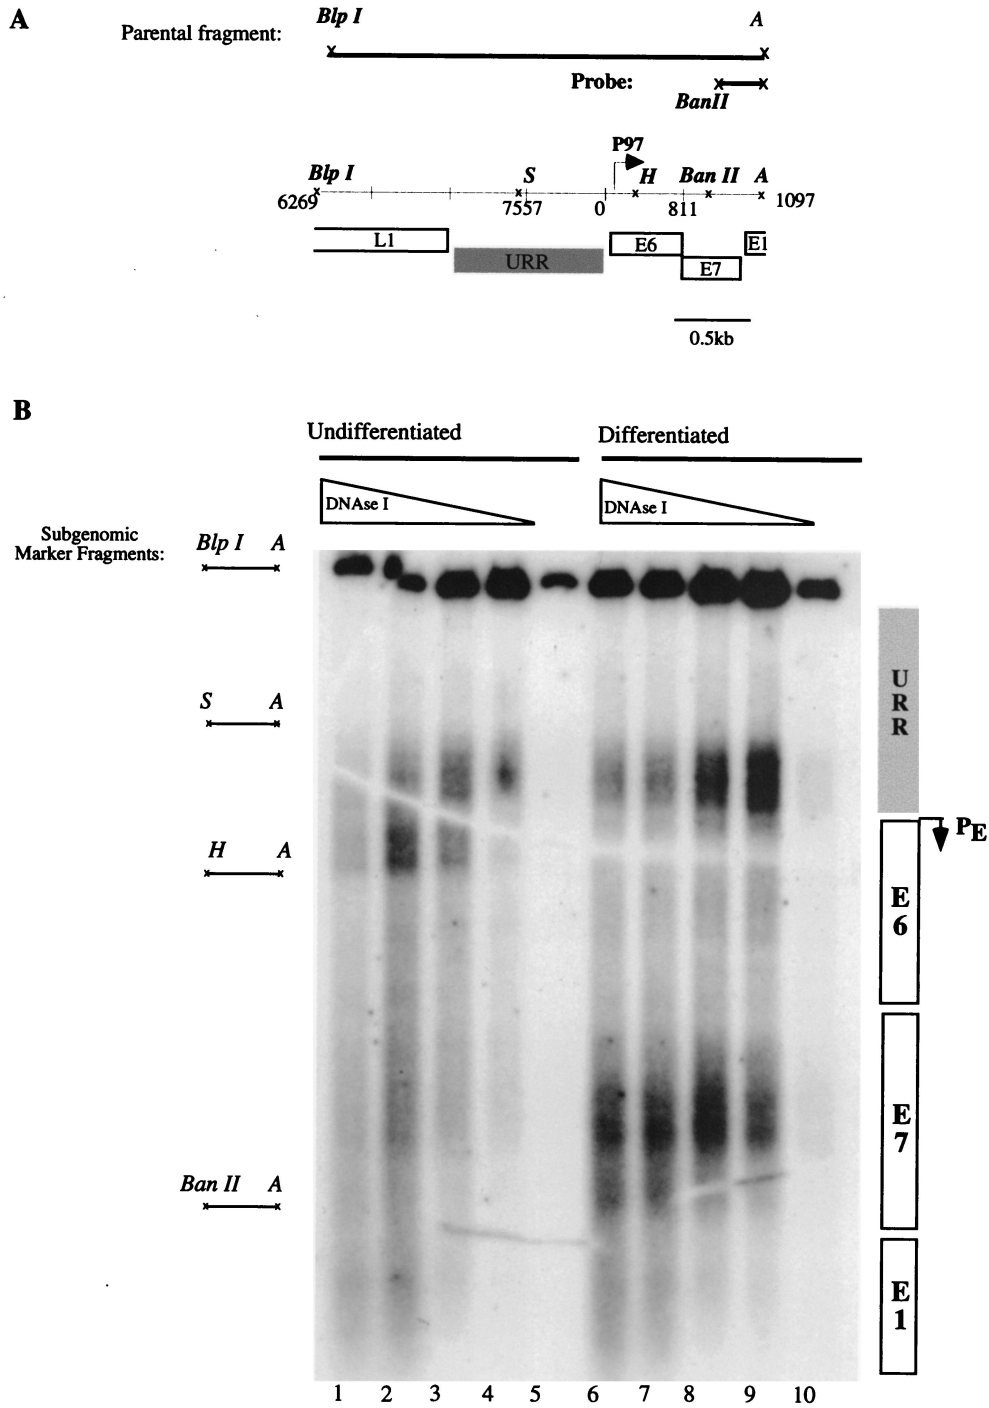 A
Blp I A
Parental fragment:
Probe:
BanII
P97
Blp I S H Ban II A
6269 7557 0 811 1097
L1 URR E6 E7 E1
0.5kb
B
Undifferentiated Differentiated
DNAse I DNAse I
Subgenomic
Marker Fragments:
Blp I A
S A
H A
Ban II A
URR
PE
E6
E7
E1
1 2 3 4 5 6 7 8 9 10